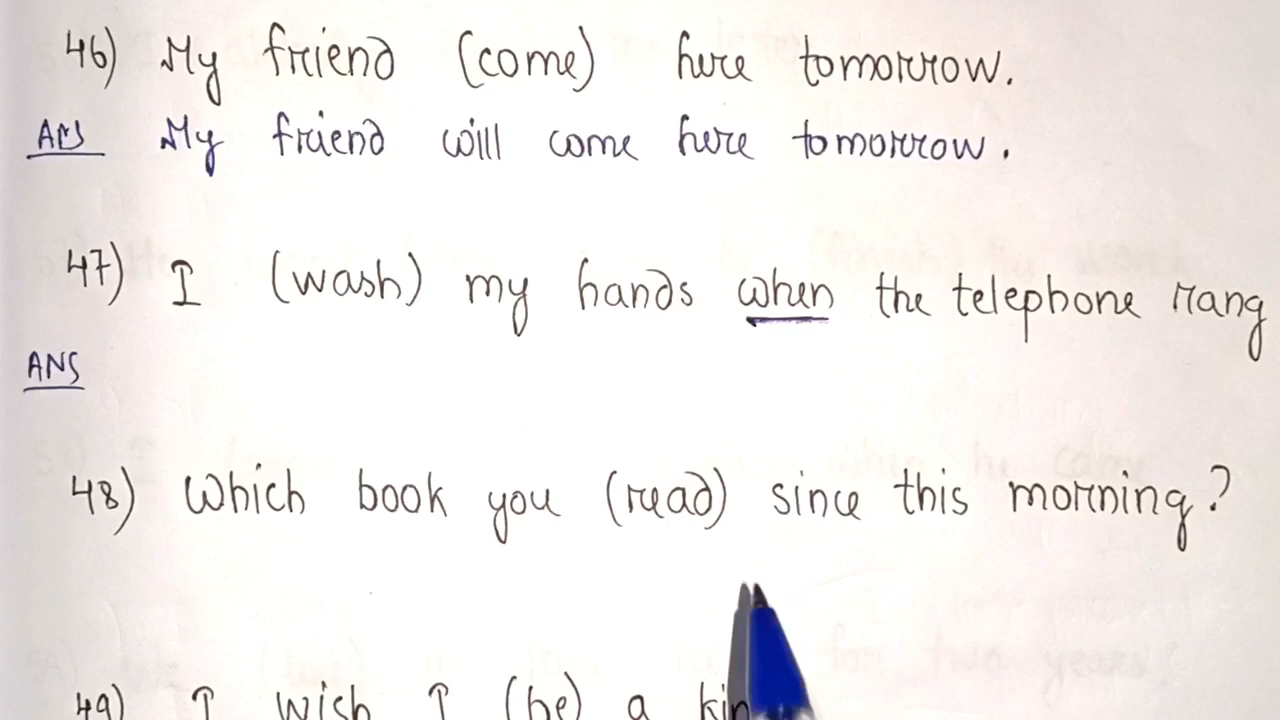 46) My friend (come) here tomorrow.
Ans My friend will come here tomorrow.
47) I (wash) my hands when the telephone rang
ANS
48) Which book you (read) since this morning?
49) I wish I (be) a